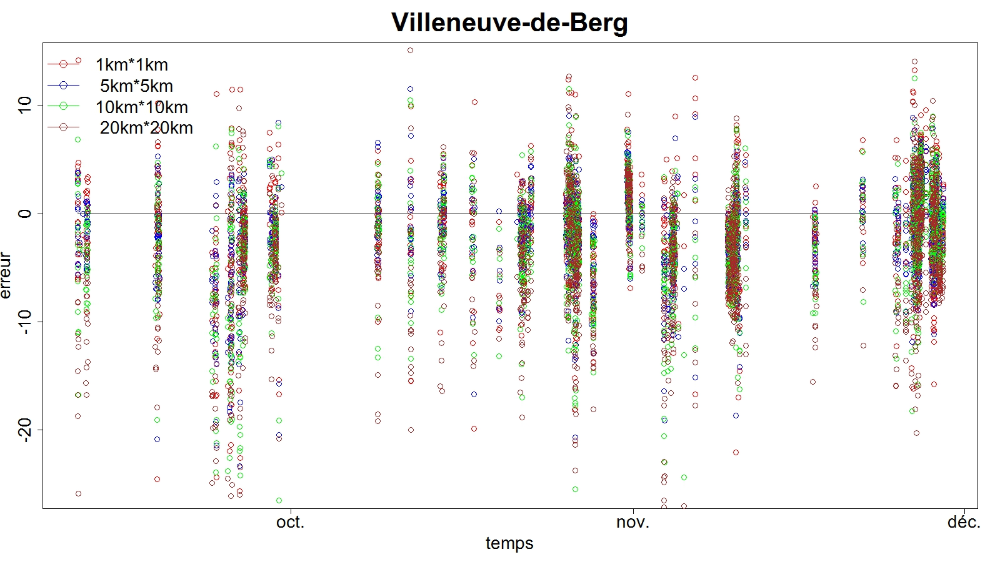 Villeneuve-de-Berg
1km*1km
5km*5km
10km*10km
20km*20km
10
0
-10
-20
erreur
oct.
nov.
déc.
temps